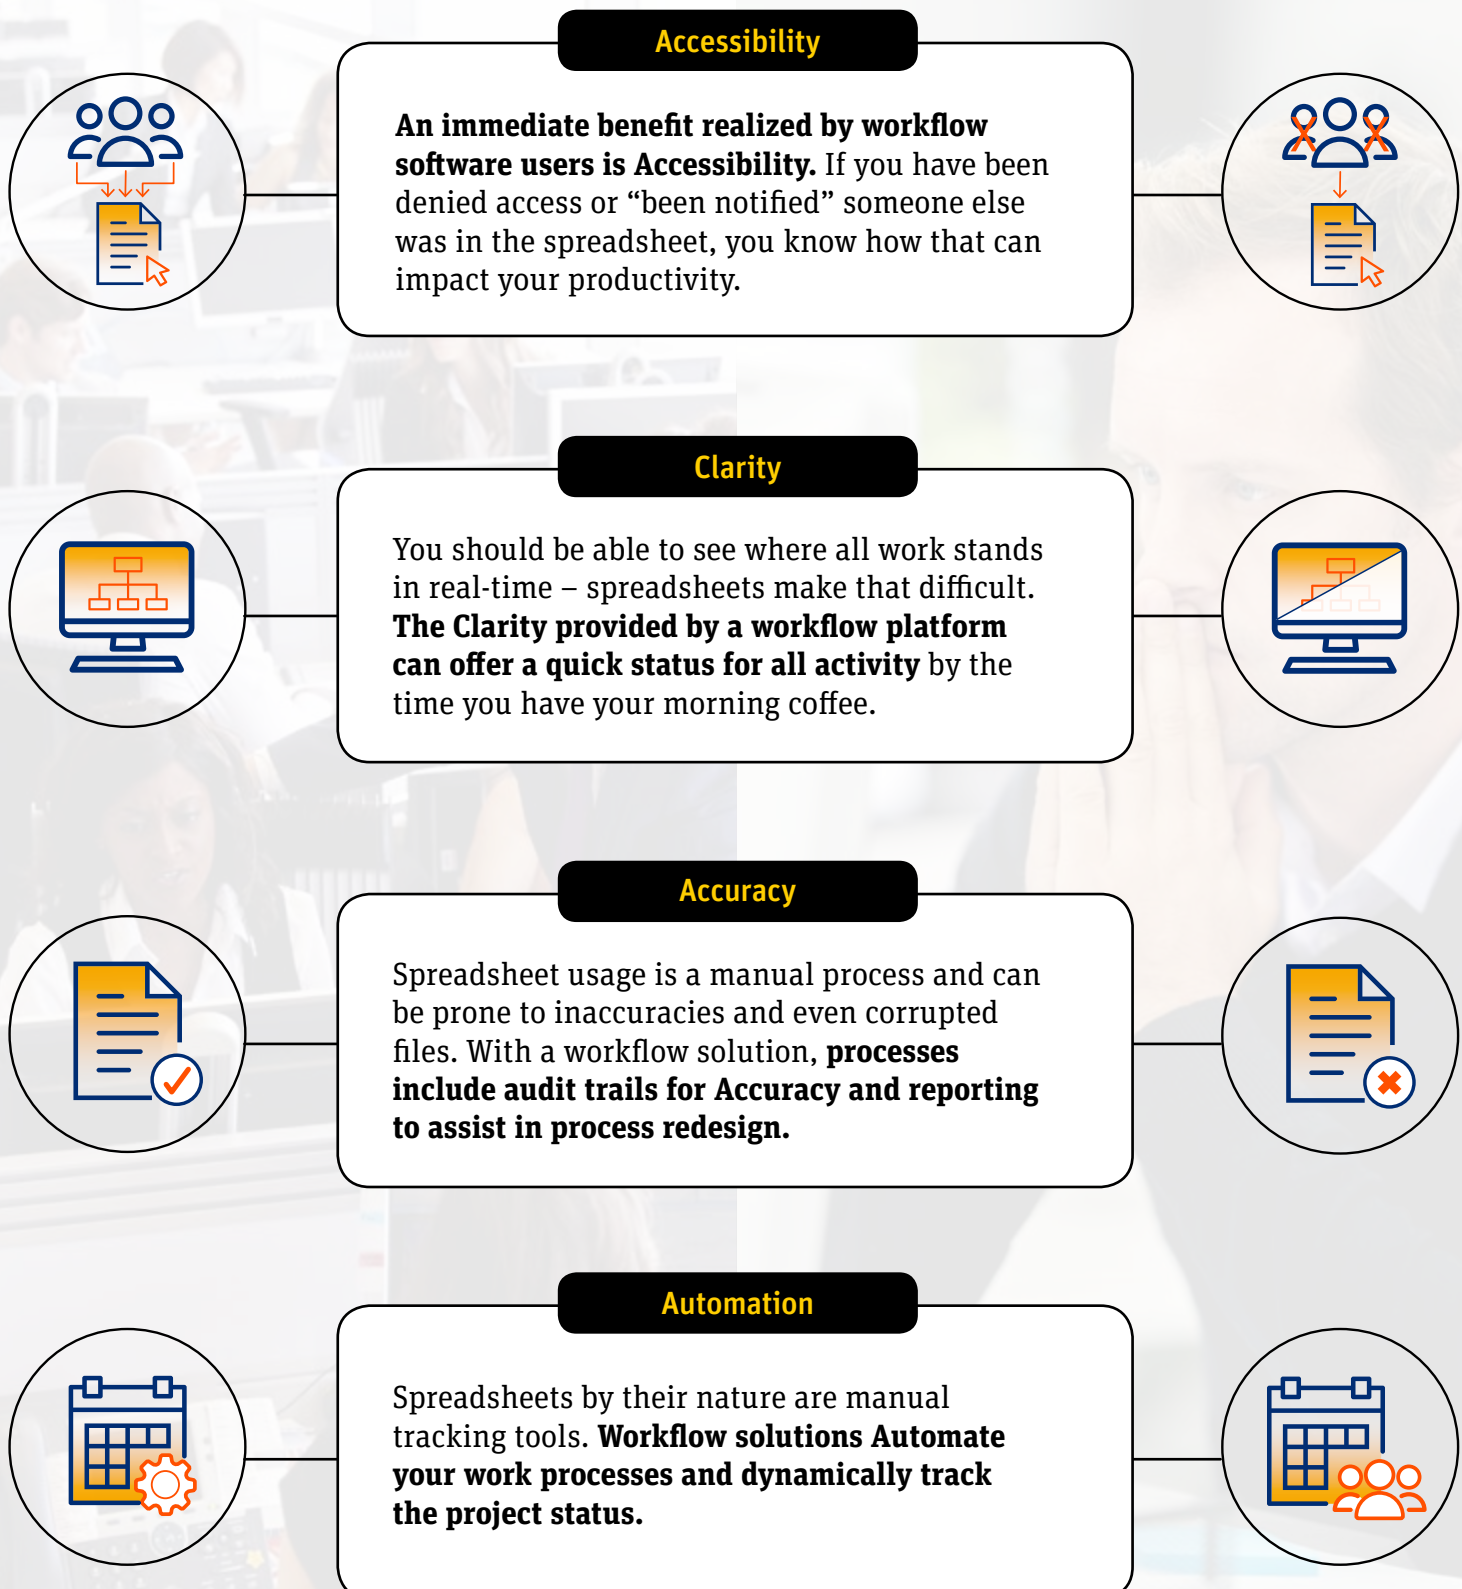 Accessibility
An immediate benefit realized by workflow
software users is Accessibility. If you have been
denied access or “been notified” someone else
was in the spreadsheet, you know how that can
impact your productivity.
Clarity
You should be able to see where all work stands
in real-time – spreadsheets make that difficult.
The Clarity provided by a workflow platform
can offer a quick status for all activity by the
time you have your morning coffee.
Accuracy
Spreadsheet usage is a manual process and can
be prone to inaccuracies and even corrupted
files. With a workflow solution, processes
include audit trails for Accuracy and reporting
to assist in process redesign.
Automation
Spreadsheets by their nature are manual
tracking tools. Workflow solutions Automate
your work processes and dynamically track
the project status.